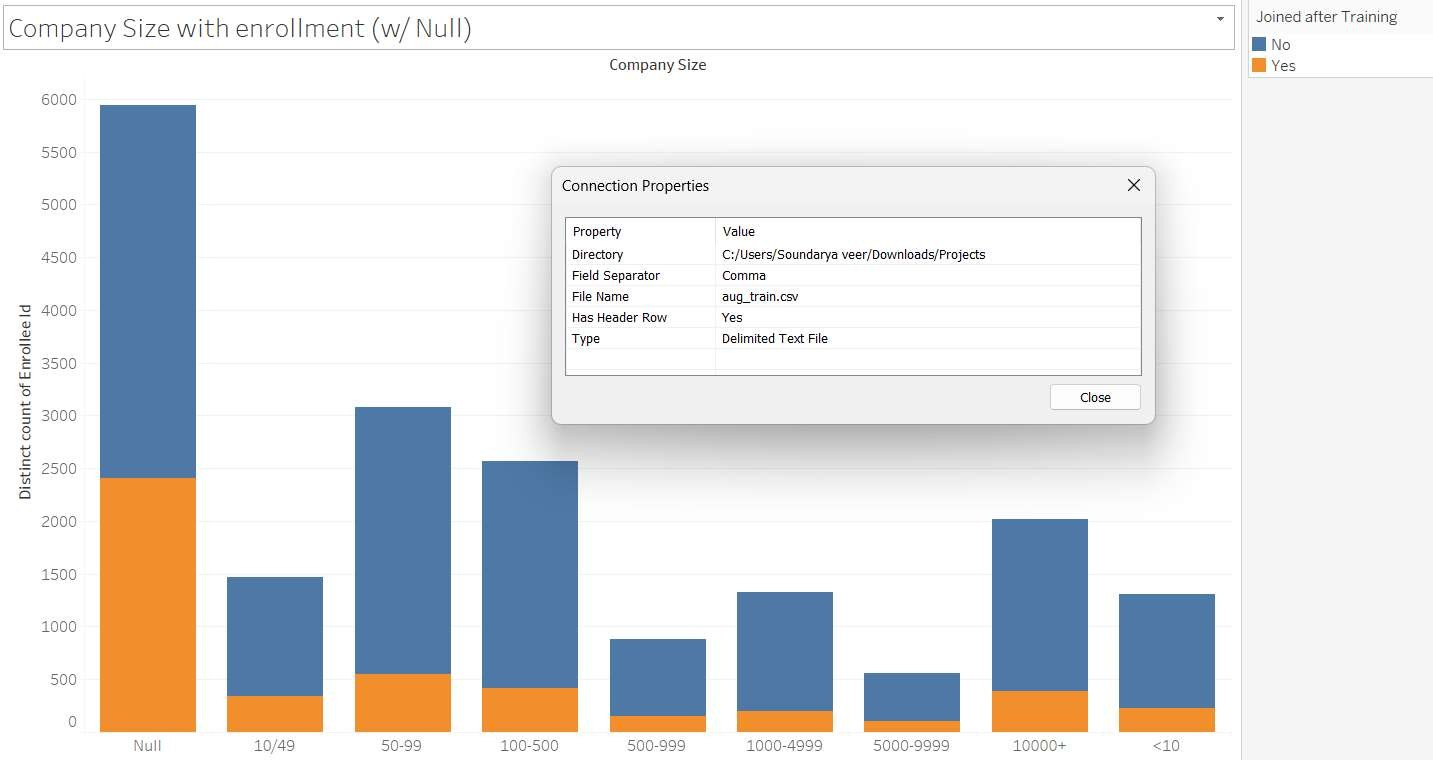 Company Size with enrollment (w/ Null)
Joined after Training
No
Yes
Company Size
Distinct count of Enrollee Id
6000
5500
5000
4500
4000
3500
3000
2500
2000
1500
1000
500
0
Connection Properties
Property Value
Directory C:/Users/Soundarya veer/Downloads/Projects
Field Separator Comma
File Name aug_train.csv
Has Header Row Yes
Type Delimited Text File
Close
Null 10/49 50-99 100-500 500-999 1000-4999 5000-9999 10000+ <10